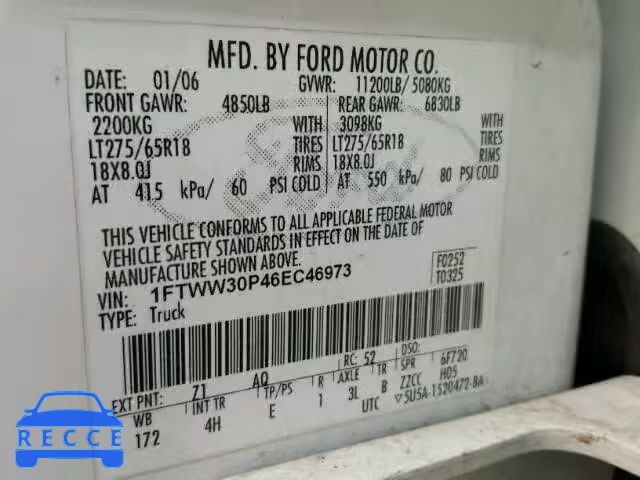 MFD. BY FORD MOTOR CO.
DATE: 01/06 GVWR: 11200LB/ 5080KG
FRONT GAWR: 4850LB REAR GAWR: 6830LB
2200KG WITH 3098KG WITH
LT275/65R18 TIRES LT275/65R18 TIRES
18X8.0J RIMS 18X8.0J RIMS
AT 415 kPa/ 60 PSI COLD AT 550 kPa/ 80 PSI COLD
THIS VEHICLE CONFORMS TO ALL APPLICABLE FEDERAL MOTOR
VEHICLE SAFETY STANDARDS IN EFFECT ON THE DATE OF
MANUFACTURE SHOWN ABOVE.
VIN: 1FTWW30P46EC46973 F0252
TYPE: Truck T0325
EXT PNT: Z1 AQ RC: 52 DSO:
WB INT TR TP/PS R AXLE TR SPR 6F720
172 4H E 1 3L B ZZCC H05
UTC 5U5A-1520472-BA
RECCE